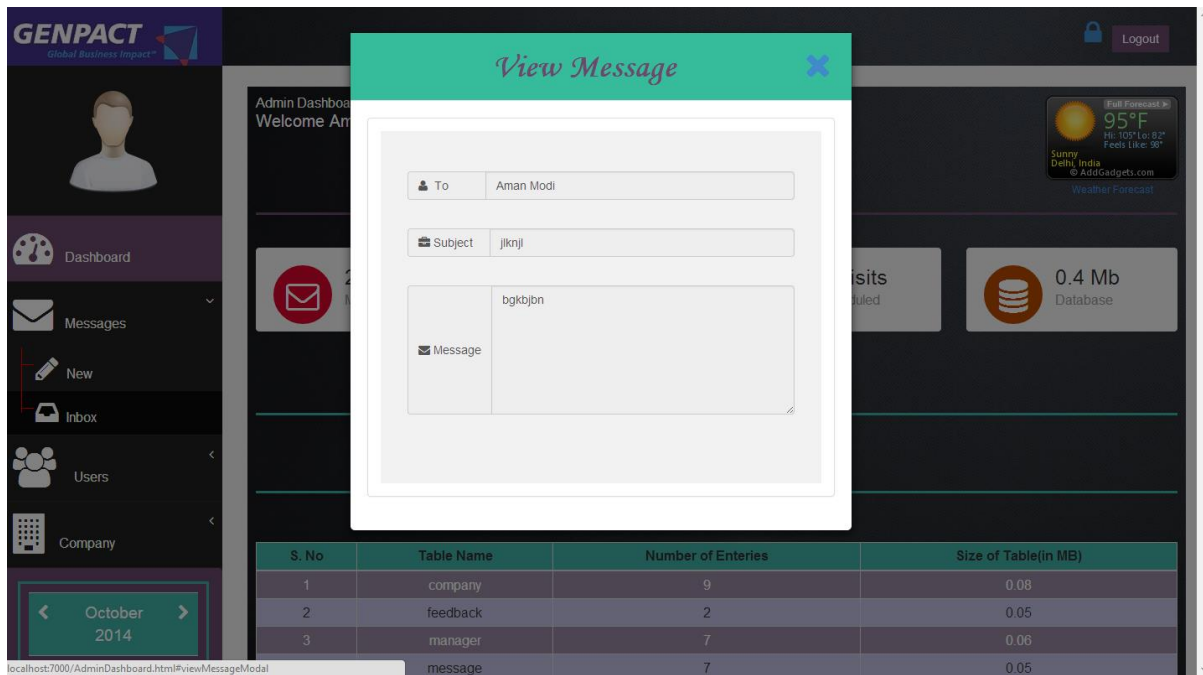 GENPACT
Global Business Impact℠
Logout
View Message
Admin Dashboa
Welcome Am
Full Forecast
95°F
Hi: 105° Lo: 82°
Feels Like: 98°
Sunny
Delhi, India
© AddGadgets.com
Weather Forecast
To
Aman Modi
Dashboard
Subject
jlknjl
isits
duled
0.4 Mb
Database
Messages
bgkbjbn
Message
New
Inbox
Users
Company
S. No Table Name Number of Enteries Size of Table(in MB)
1 company 9 0.08
2 feedback 2 0.05
3 manager 7 0.06
message 7 0.05
October
2014
localhost:7000/AdminDashboard.html#viewMessageModal